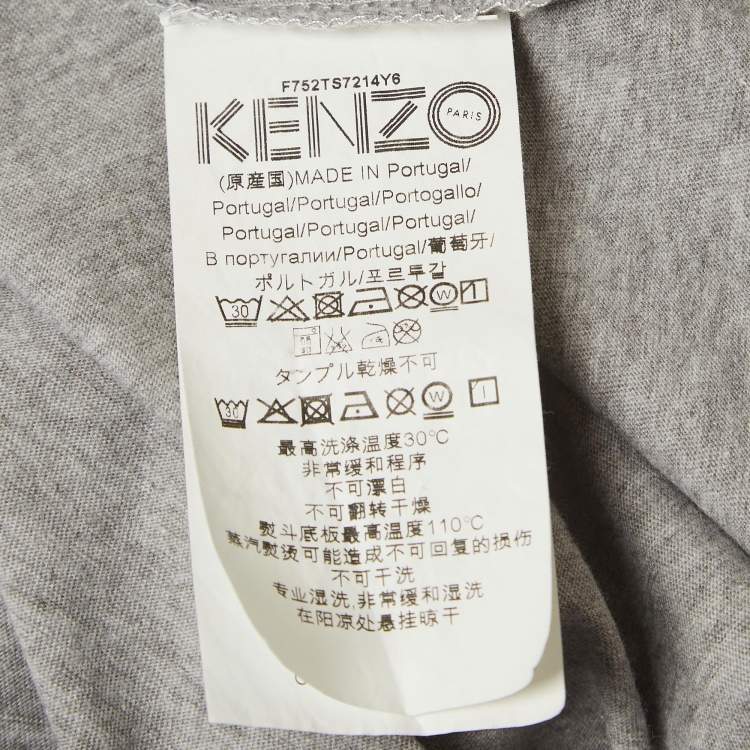 F752TS7214Y6
KENZO PARIS
(原産国)MADE IN Portugal/
Portugal/Portugal/Portogallo/
Portugal/Portugal/Portugal/
В португалии/Portugal/葡萄牙/
ポルトガル/포르투갈
30 W
タンブル乾燥不可
30 W
最高洗涤温度30℃
非常缓和程序
不可漂白
不可翻转干燥
熨斗底板最高温度110℃
蒸汽熨烫可能造成不可回复的损伤
不可干洗
专业湿洗,非常缓和湿洗
在阴凉处悬挂晾干